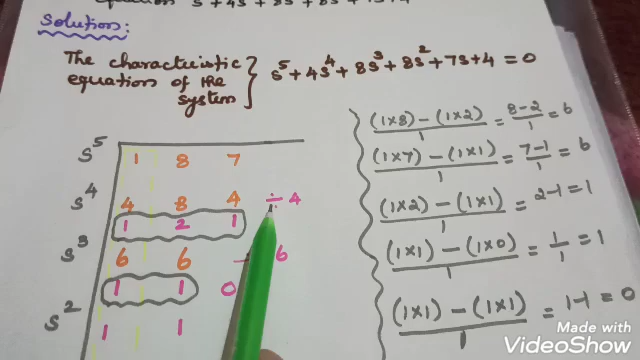 Solution:
The characteristic equation of the system } s⁵+4s⁴+8s³+8s²+7s+4=0
s⁵ 1 8 7
s⁴ 4 8 4 ÷4
1 2 1
s³ 6 6 6
1 1 0
s² 1 1
(1×8)-(1×2)/1 = 8-2/1 = 6
(1×7)-(1×1)/1 = 7-1/1 = 6
(1×2)-(1×1)/1 = 2-1=1
(1×1)-(1×0)/1 = 1/1 = 1
(1×1)-(1×1)/1 = 1-1=0
Made with
VideoShow